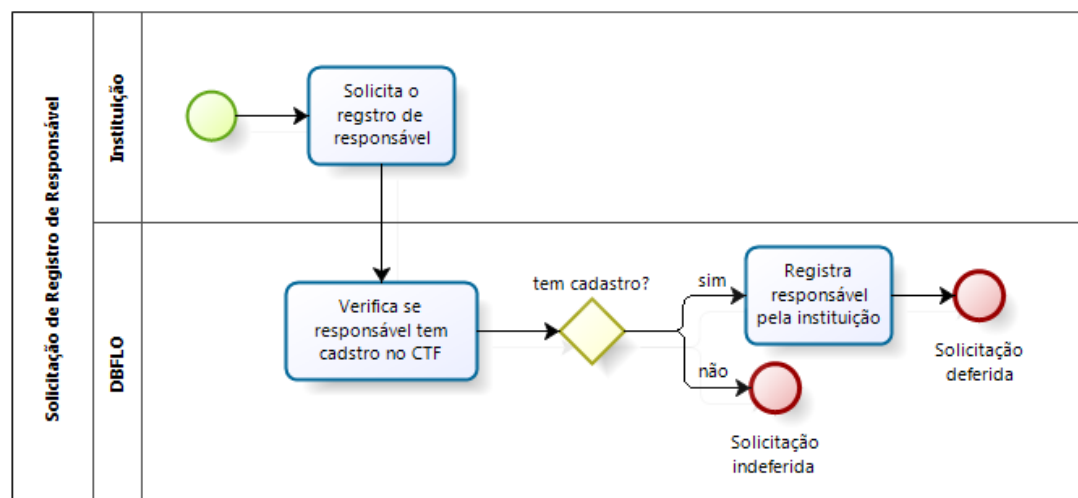 Solicitação de Registro de Responsável
Instituição
Solicita o
regstro de
responsável
DBFLO
Verifica se
responsável tem
cadstro no CTF
tem cadastro?
sim
não
Registra
responsável
pela instituição
Solicitação
deferida
Solicitação
indeferida